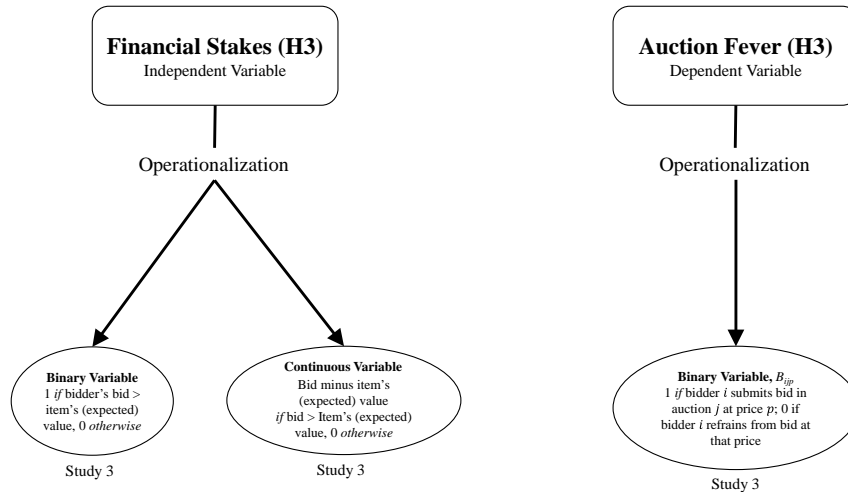 Financial Stakes (H3)
Independent Variable
Auction Fever (H3)
Dependent Variable
Operationalization
Operationalization
Binary Variable
1 if bidder's bid >
item's (expected)
value, 0 otherwise
Study 3
Continuous Variable
Bid minus item's
(expected) value
if bid > Item's (expected)
value, 0 otherwise
Study 3
Binary Variable, B_ijp
1 if bidder i submits bid in
auction j at price p; 0 if
bidder i refrains from bid at
that price
Study 3